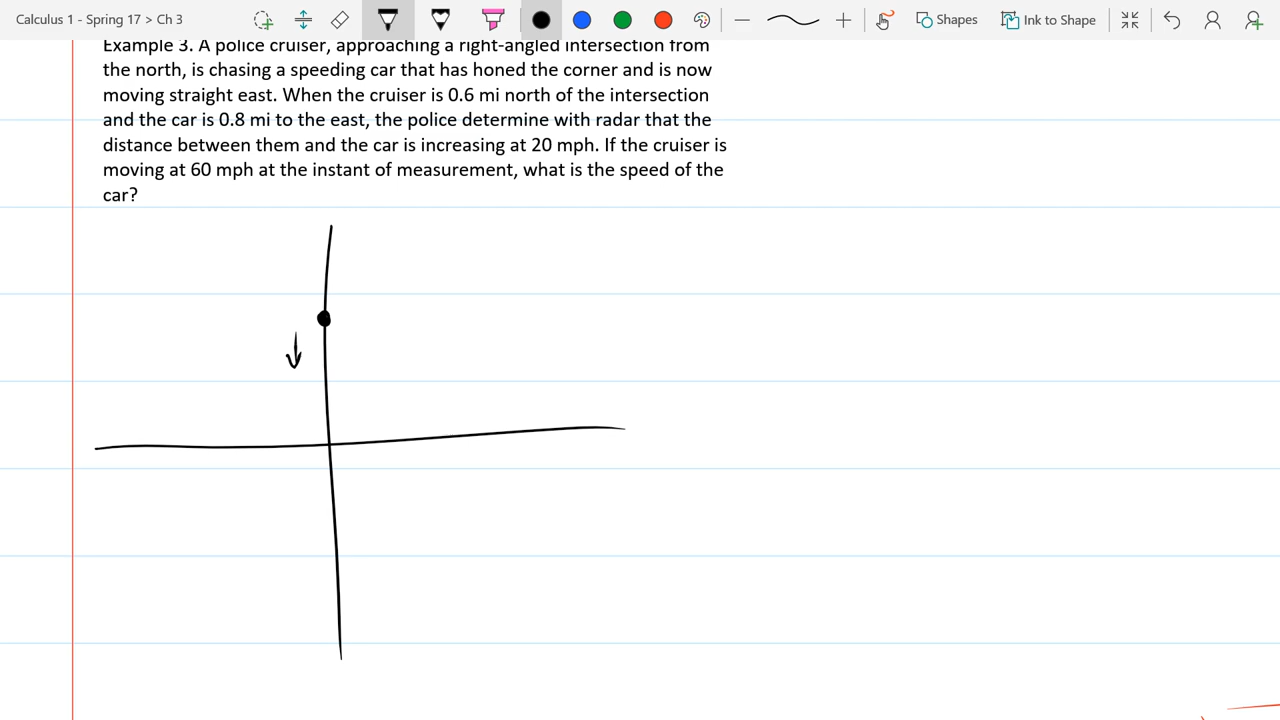 Calculus 1 - Spring 17 > Ch 3
Shapes
Ink to Shape
Example 3. A police cruiser, approaching a right-angled intersection from
the north, is chasing a speeding car that has honed the corner and is now
moving straight east. When the cruiser is 0.6 mi north of the intersection
and the car is 0.8 mi to the east, the police determine with radar that the
distance between them and the car is increasing at 20 mph. If the cruiser is
moving at 60 mph at the instant of measurement, what is the speed of the
car?